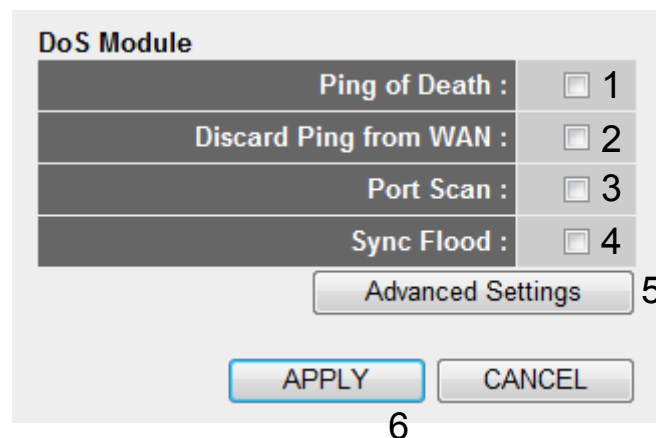 DoS Module
Ping of Death : 1
Discard Ping from WAN : 2
Port Scan : 3
Sync Flood : 4
Advanced Settings 5
APPLY CANCEL
6